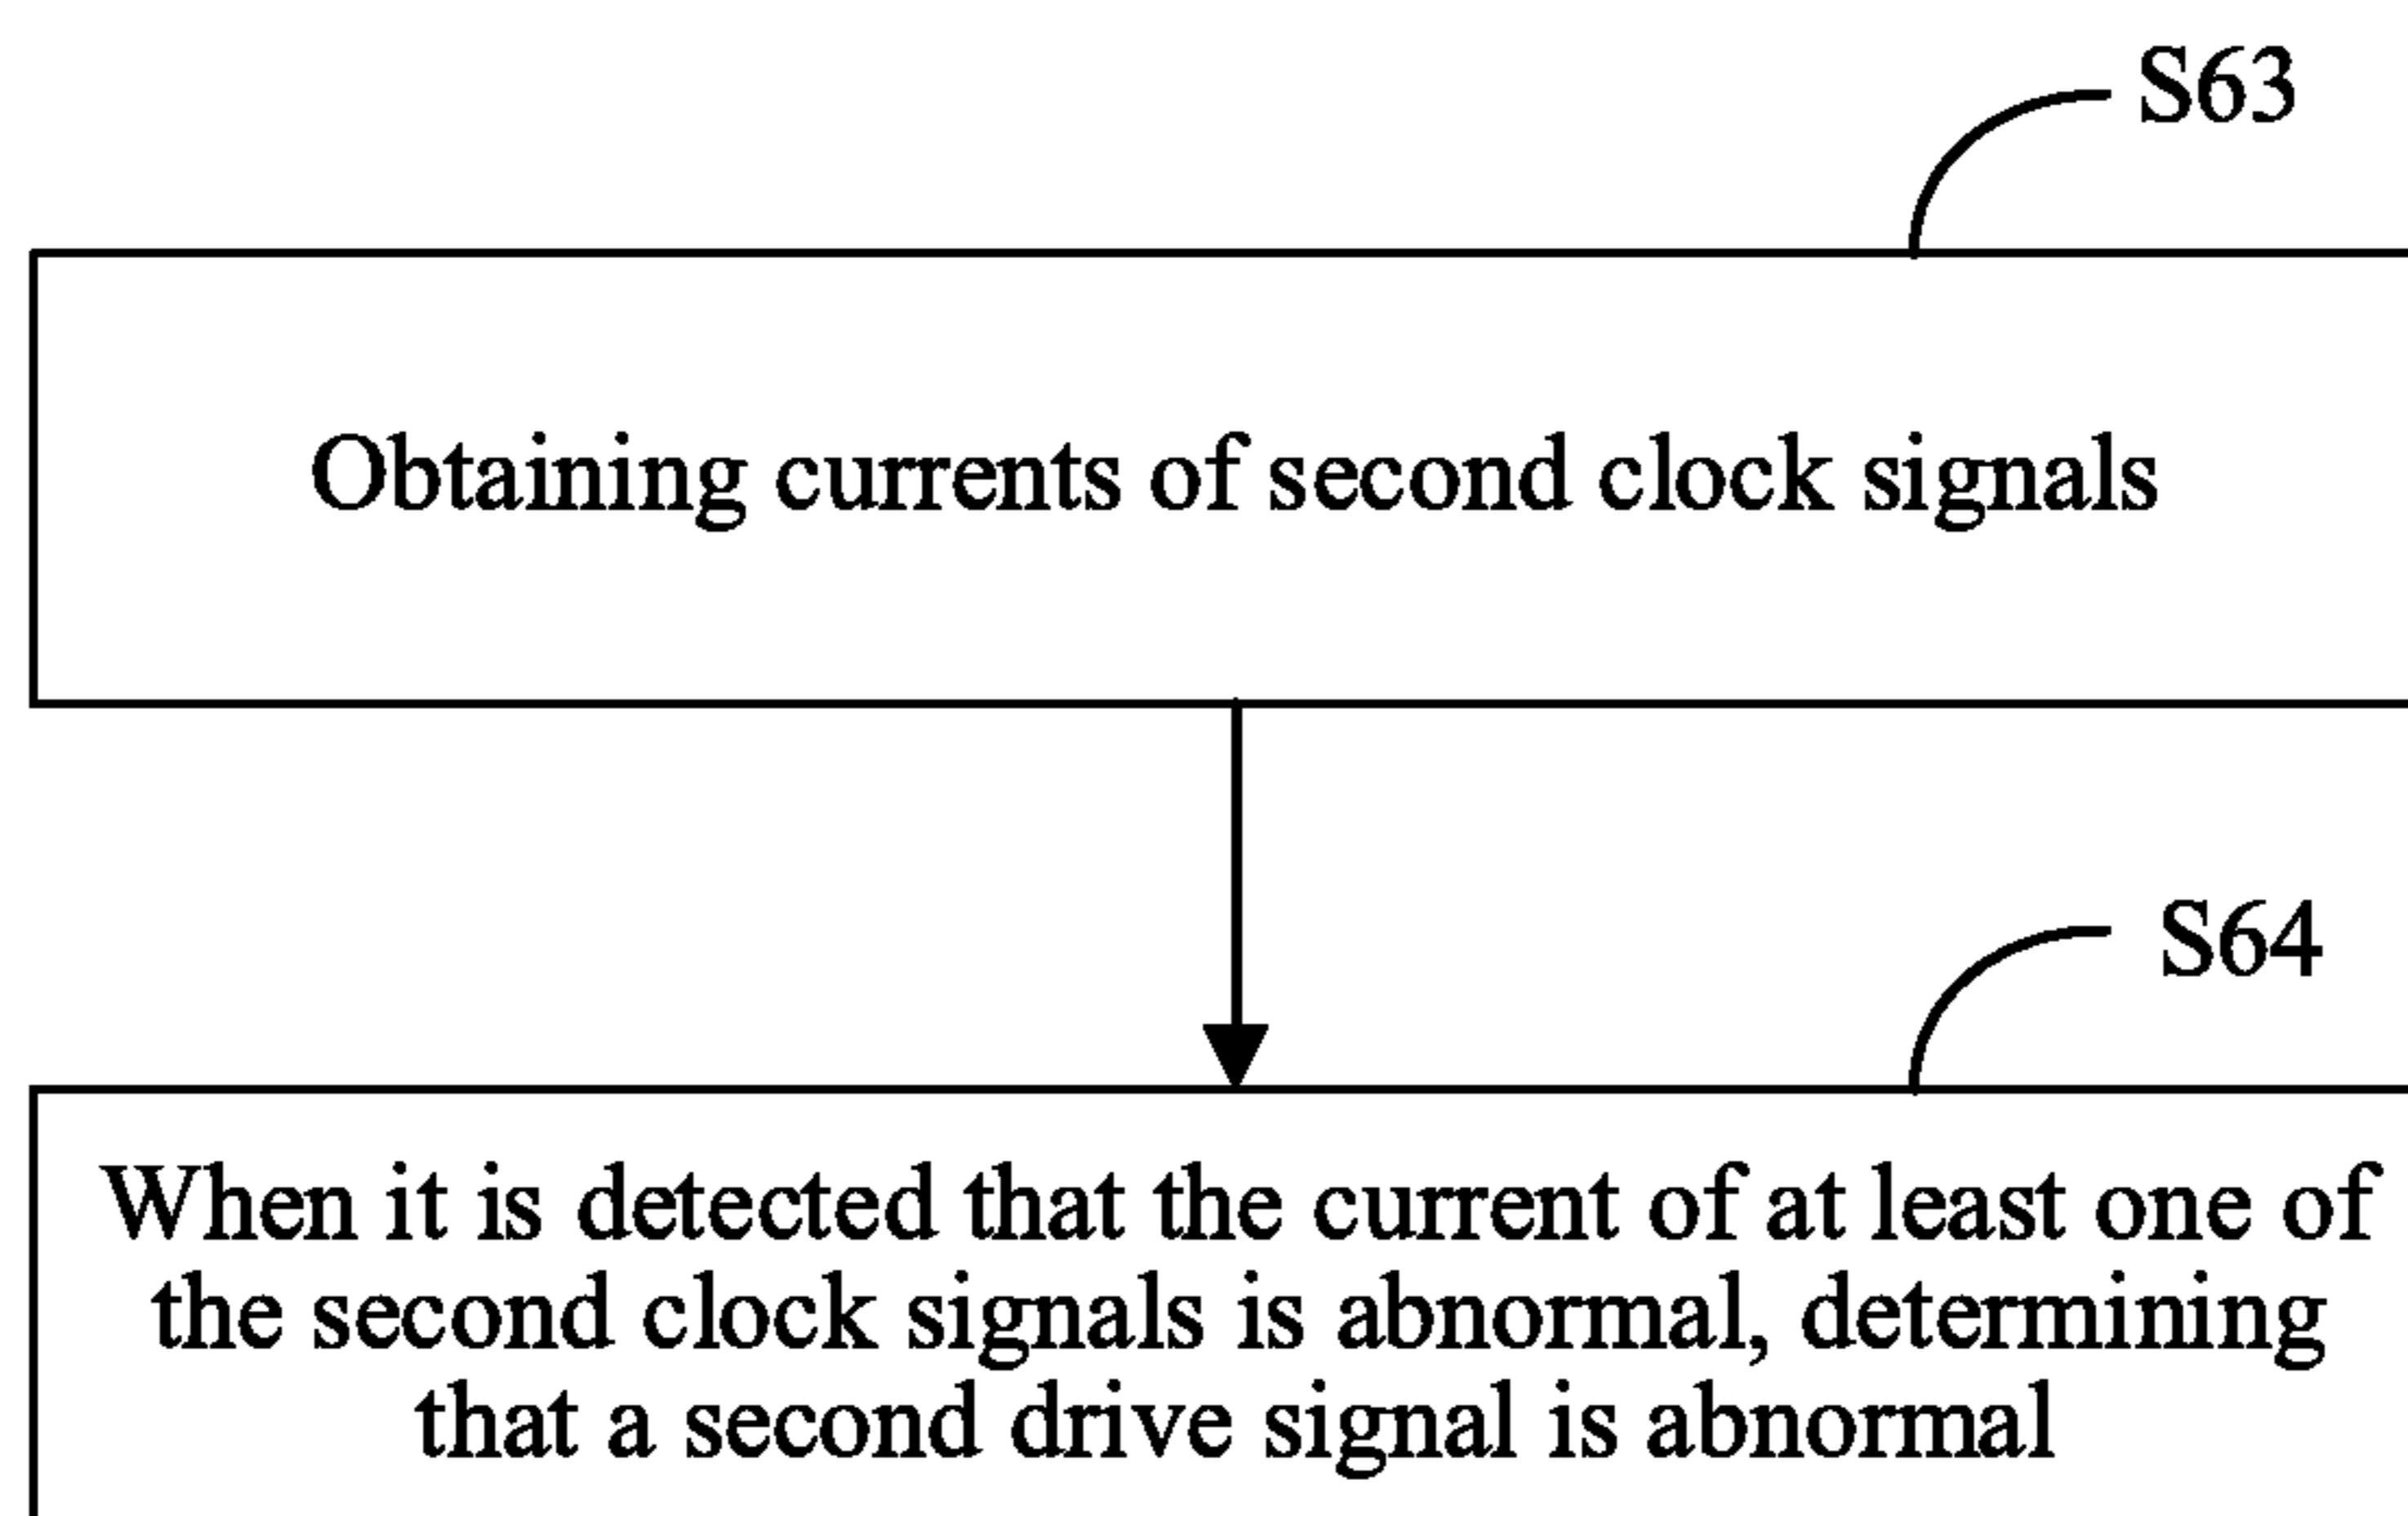 S63
Obtaining currents of second clock signals
S64
When it is detected that the current of at least one of
the second clock signals is abnormal, determining
that a second drive signal is abnormal